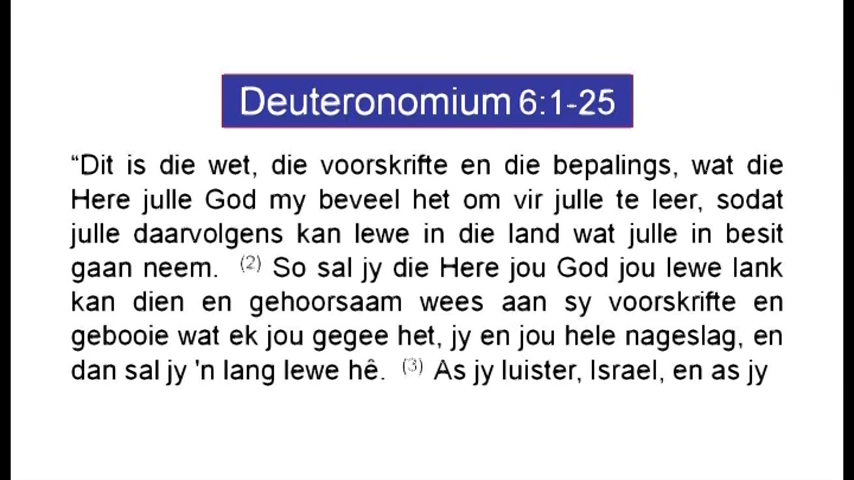 Deuteronomium 6:1-25
“Dit is die wet, die voorskrifte en die bepalings, wat die
Here julle God my beveel het om vir julle te leer, sodat
julle daarvolgens kan lewe in die land wat julle in besit
gaan neem. (2) So sal jy die Here jou God jou lewe lank
kan dien en gehoorsaam wees aan sy voorskrifte en
gebooie wat ek jou gegee het, jy en jou hele nageslag, en
dan sal jy 'n lang lewe hê. (3) As jy luister, Israel, en as jy